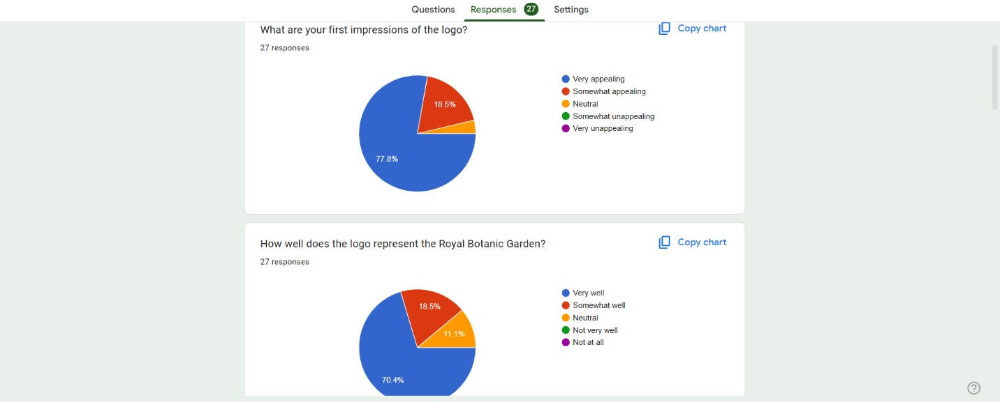 Questions Responses 27 Settings
What are your first impressions of the logo?
Copy chart
27 responses
Very appealing
Somewhat appealing
Neutral
Somewhat unappealing
Very unappealing
18.5%
77.8%
How well does the logo represent the Royal Botanic Garden?
Copy chart
27 responses
Very well
Somewhat well
Neutral
Not very well
Not at all
18.5%
11.1%
70.4%